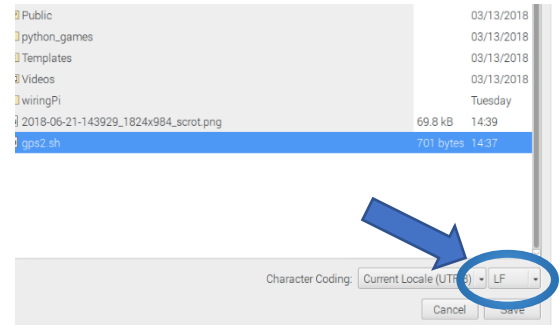 Public 03/13/2018
python_games 03/13/2018
Templates 03/13/2018
Videos 03/13/2018
wiringPi Tuesday
2018-06-21-143929_1824x984_scrot.png 69.8 kB 14:39
gps2.sh 701 bytes 14:37
Character Coding: Current Locale (UTF-8) LF
Cancel Save